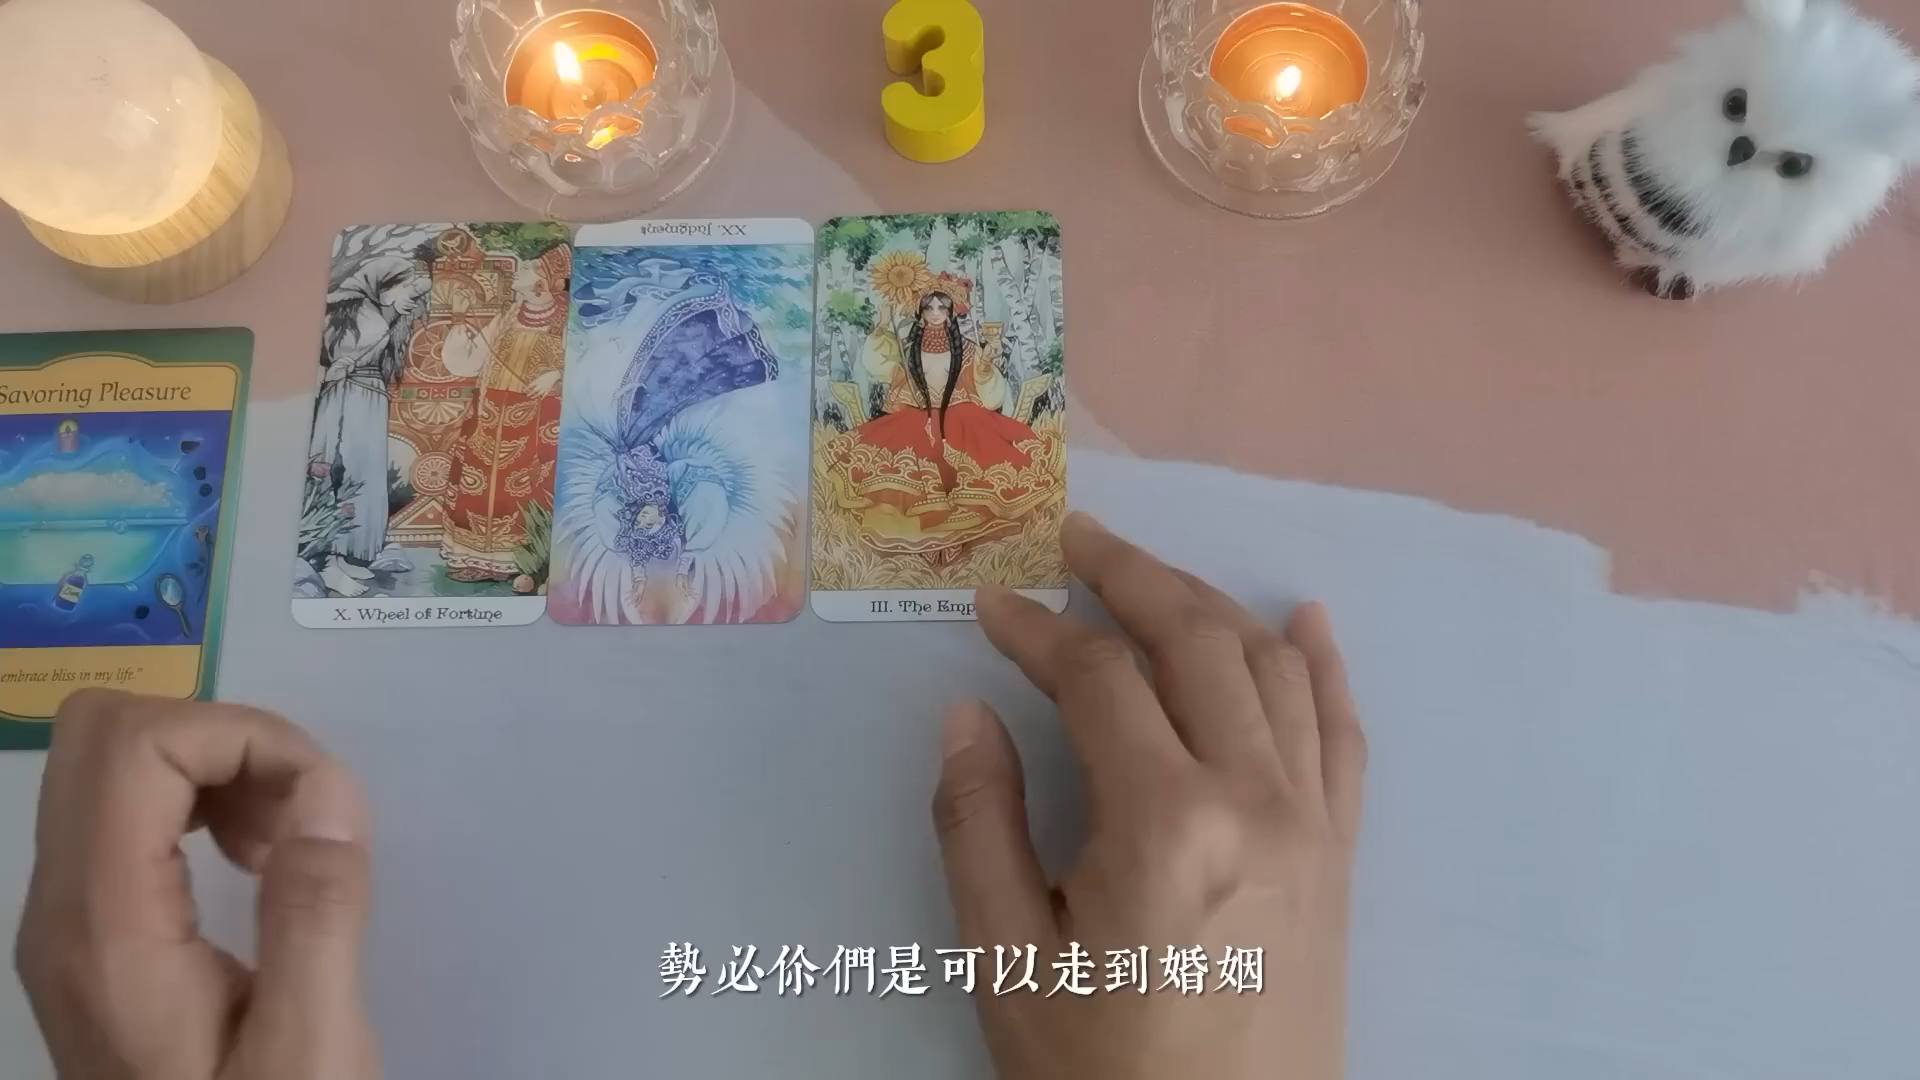 3
XX. Judgment
Savoring Pleasure
embrace bliss in my life."
X. Wheel of Fortune
III. The Emp
勢必你們是可以走到婚姻